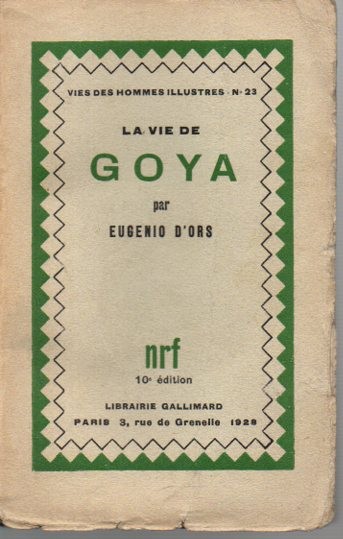 VIES DES HOMMES ILLUSTRES - N° 23
LA VIE DE
GOYA
par
EUGENIO D'ORS
nrf
10e édition
LIBRAIRIE GALLIMARD
PARIS 3, rue de Grenelle 1928